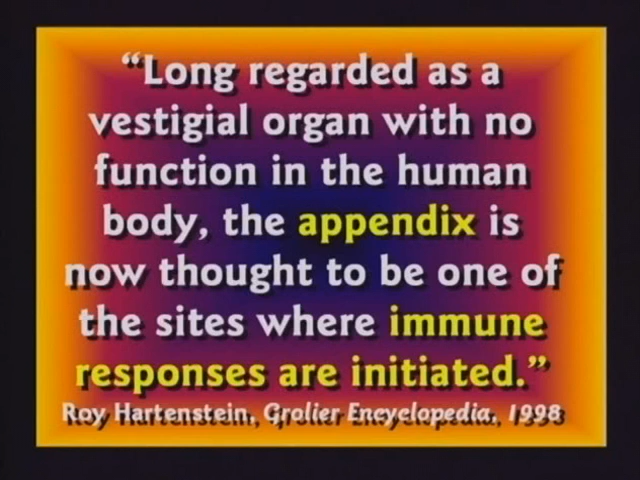 “Long regarded as a
vestigial organ with no
function in the human
body, the appendix is
now thought to be one of
the sites where immune
responses are initiated.”
Roy Hartenstein, Grolier Encyclopedia, 1998